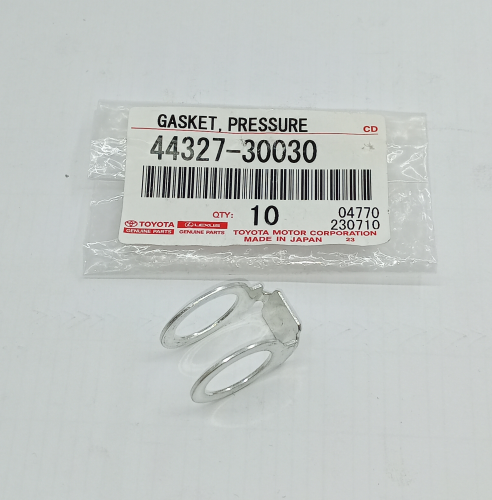 GASKET, PRESSURE
CD
44327-30030
QTY: 10
04770
230710
TOYOTA LEXUS
GENUINE PARTS GENUINE PARTS
TOYOTA MOTOR CORPORATION
MADE IN JAPAN 23